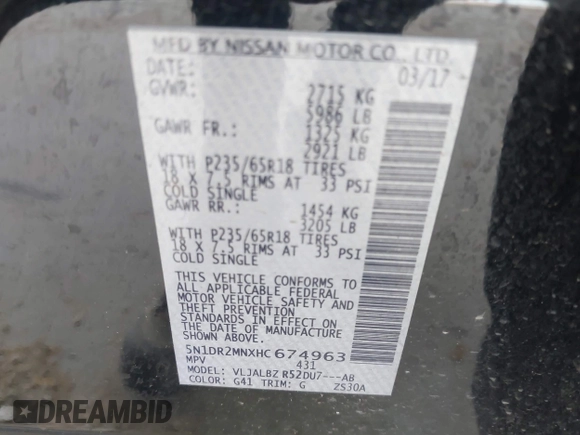 MFD BY NISSAN MOTOR CO., LTD.
DATE: 03/17
GVWR: 2715 KG
5986 LB
GAWR FR.: 1325 KG
2921 LB
WITH P235/65R18 TIRES
18 X 7.5 RIMS AT 33 PSI
COLD SINGLE
GAWR RR.: 1454 KG
3205 LB
WITH P235/65R18 TIRES
18 X 7.5 RIMS AT 33 PSI
COLD SINGLE
THIS VEHICLE CONFORMS TO
ALL APPLICABLE FEDERAL
MOTOR VEHICLE SAFETY AND
THEFT PREVENTION
STANDARDS IN EFFECT ON
THE DATE OF MANUFACTURE
5N1DR2MNXHC674963
MPV 431
MODEL: VLJALBZ R52DU7---AB
COLOR: G41 TRIM: G ZS30A
DREAMBID